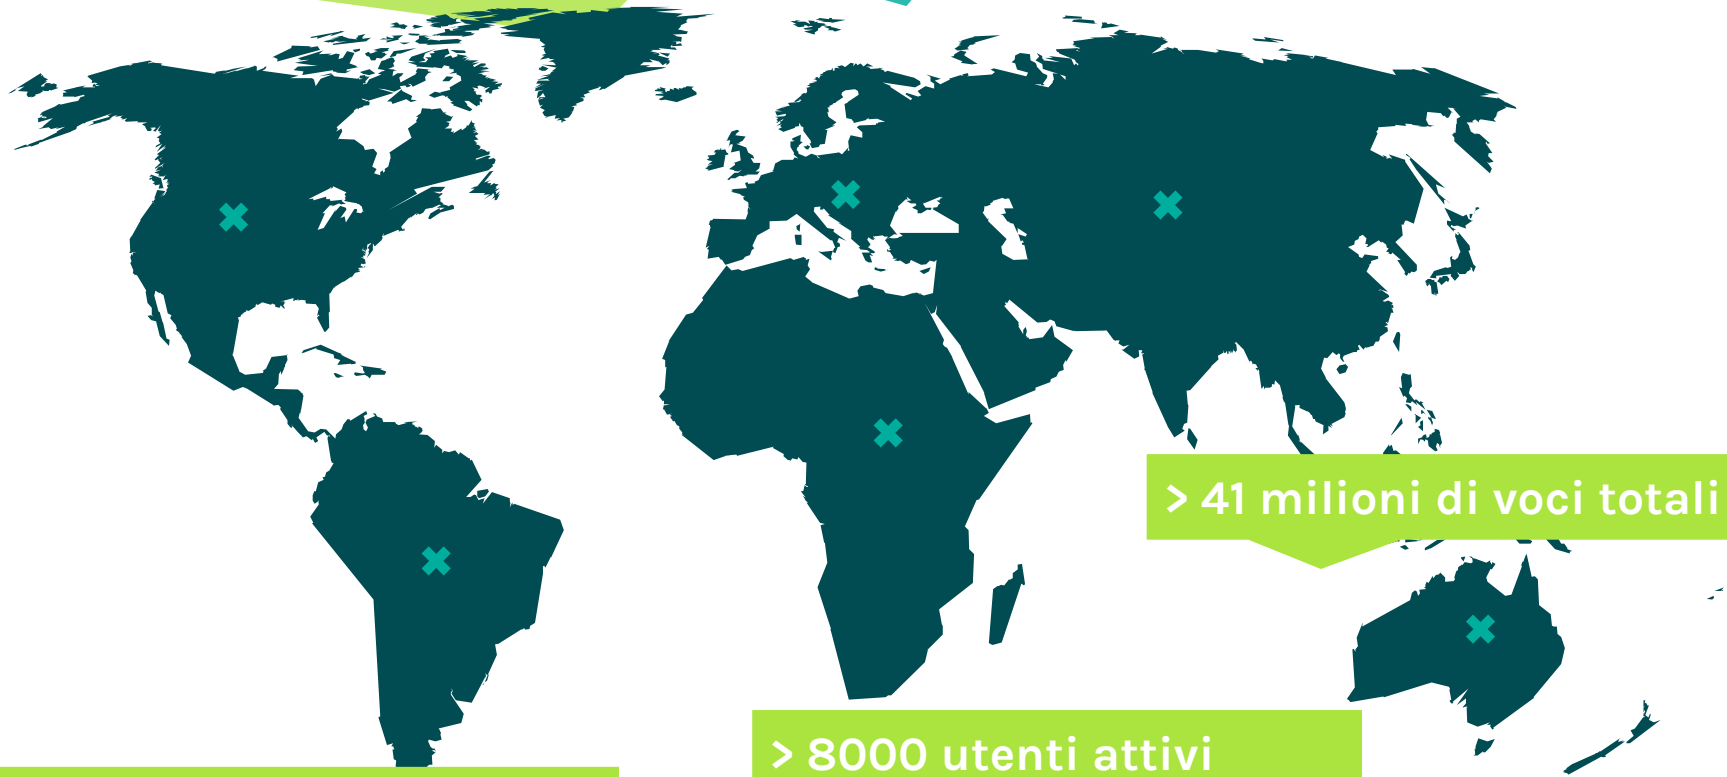 > 41 milioni di voci totali
> 8000 utenti attivi